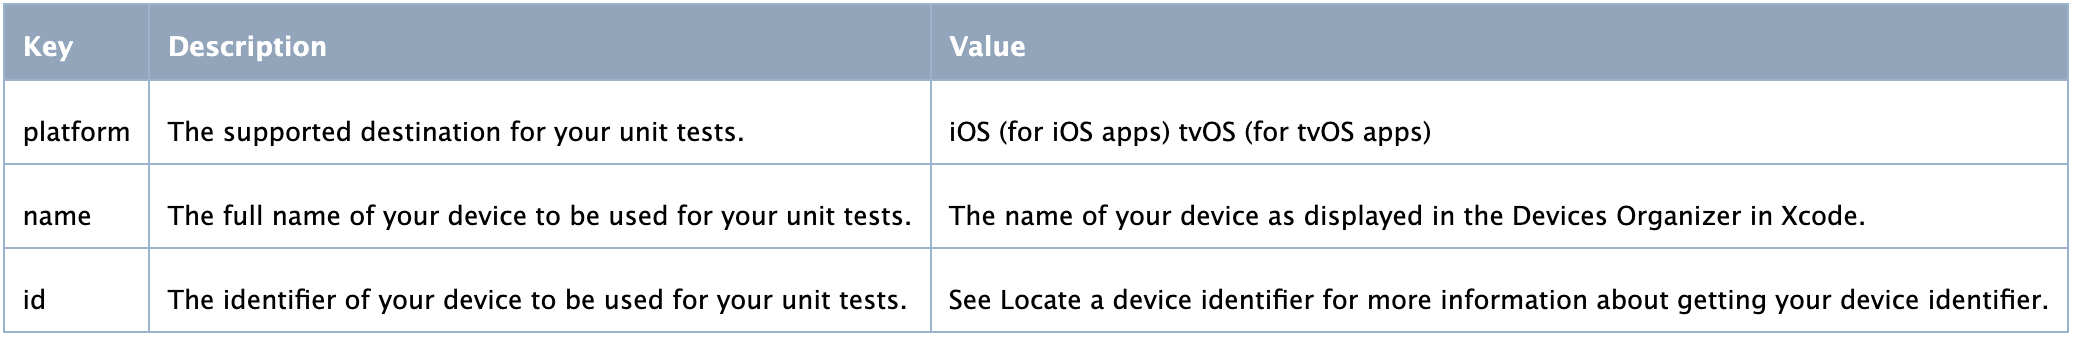 Key Description Value
platform The supported destination for your unit tests. iOS (for iOS apps) tvOS (for tvOS apps)
name The full name of your device to be used for your unit tests. The name of your device as displayed in the Devices Organizer in Xcode.
id The identifier of your device to be used for your unit tests. See Locate a device identifier for more information about getting your device identifier.